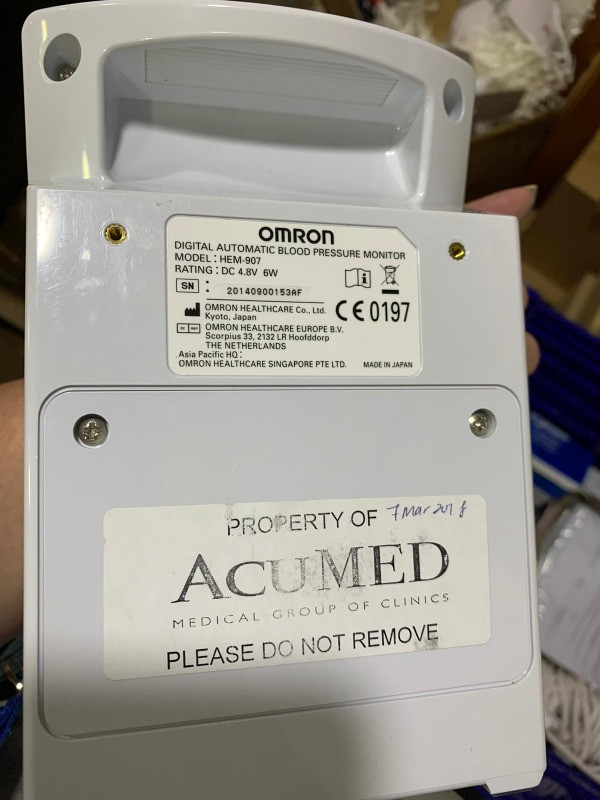 OMRON
DIGITAL AUTOMATIC BLOOD PRESSURE MONITOR
MODEL : HEM-907
RATING : DC 4.8V 6W
SN : 20140900153AF
OMRON HEALTHCARE Co., Ltd.
Kyoto, Japan
CE 0197
EC REP OMRON HEALTHCARE EUROPE B.V.
Scorpius 33, 2132 LR Hoofddorp
THE NETHERLANDS
Asia Pacific HQ :
OMRON HEALTHCARE SINGAPORE PTE LTD.
MADE IN JAPAN
PROPERTY OF 7 Mar 2018
ACUMED
MEDICAL GROUP OF CLINICS
PLEASE DO NOT REMOVE